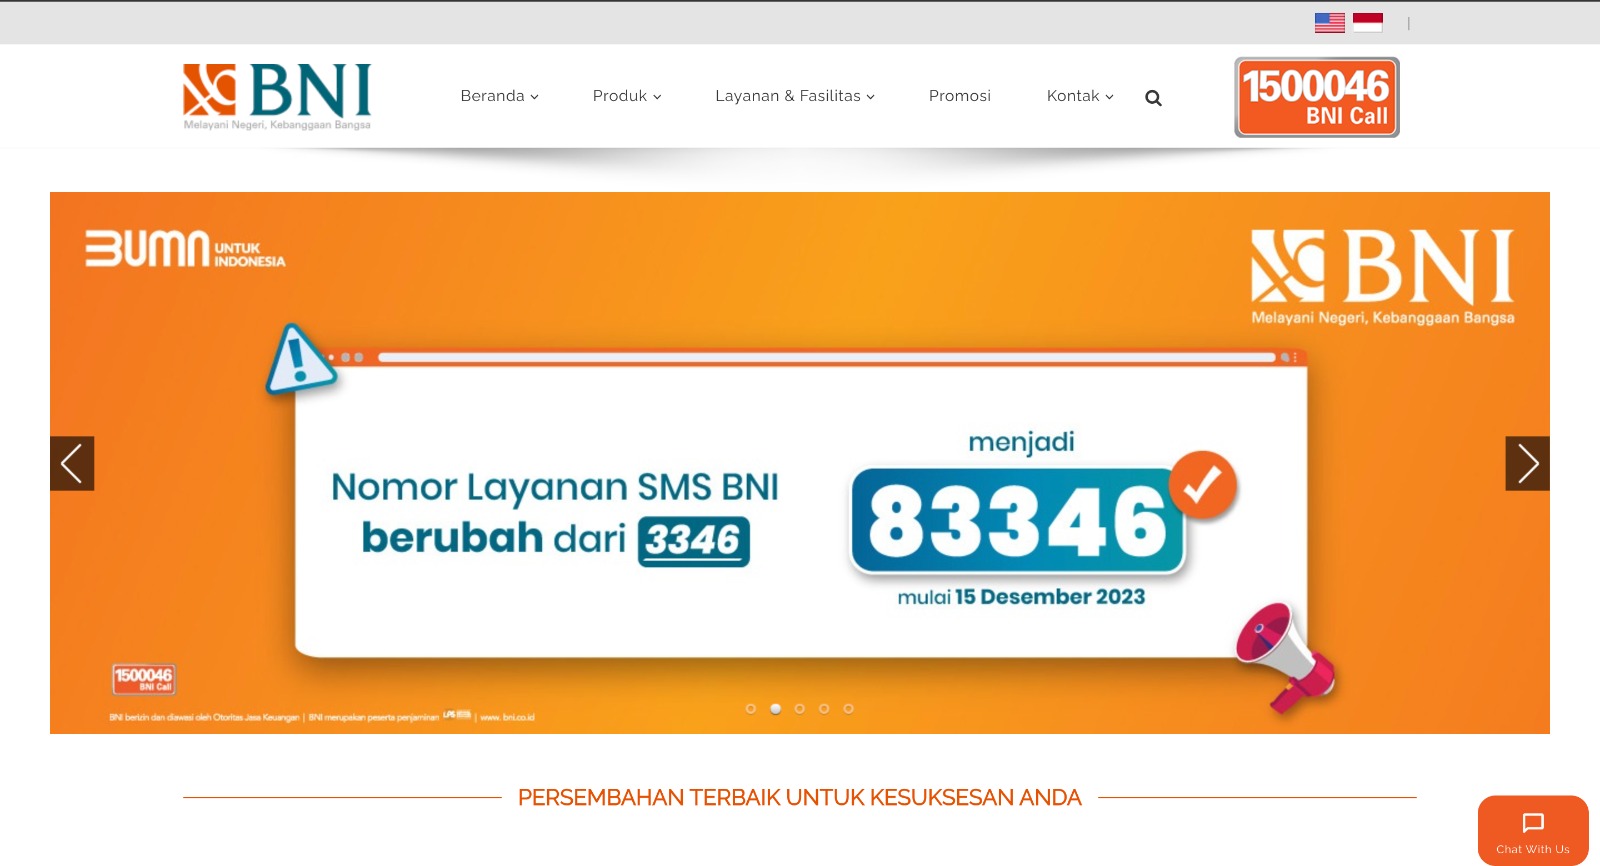 BNI
Melayani Negeri, Kebanggaan Bangsa
Beranda
Produk
Layanan & Fasilitas
Promosi
Kontak
1500046
BNI Call
BUMN UNTUK
INDONESIA
BNI
Melayani Negeri, Kebanggaan Bangsa
Nomor Layanan SMS BNI
berubah dari 3346
menjadi
83346
mulai 15 Desember 2023
1500046
BNI Call
BNI berizin dan diawasi oleh Otoritas Jasa Keuangan | BNI merupakan peserta penjaminan LPS | www. bni.co.id
PERSEMBAHAN TERBAIK UNTUK KESUKSESAN ANDA
Chat With Us